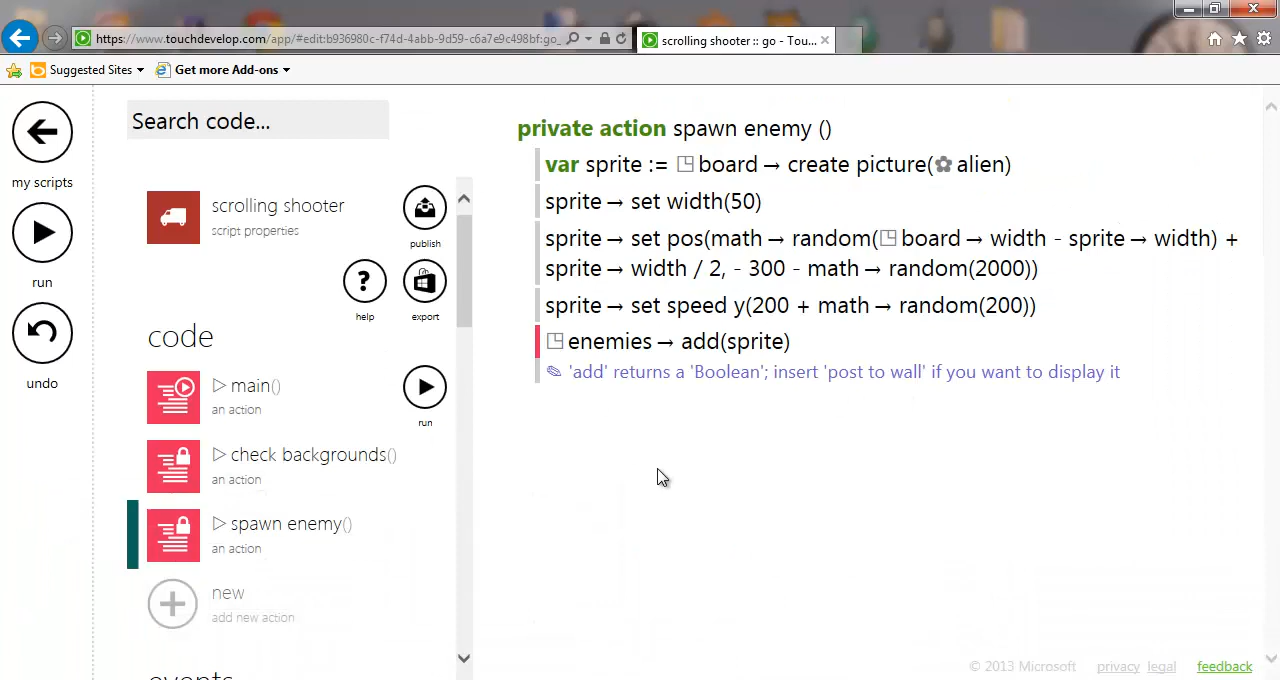 https://www.touchdevelop.com/app/#edit:b936980c-f74d-4abb-9d59-c6a7e9c498bf:go_
scrolling shooter :: go - Tou...
Suggested Sites
Get more Add-ons
my scripts
run
undo
Search code...
scrolling shooter
script properties
publish
?
help
export
code
main()
an action
run
check backgrounds()
an action
spawn enemy()
an action
new
add new action
events
private action spawn enemy ()
var sprite := board → create picture(✿ alien)
sprite → set width(50)
sprite → set pos(math → random(board → width - sprite → width) +
sprite → width / 2, - 300 - math → random(2000))
sprite → set speed y(200 + math → random(200))
enemies → add(sprite)
'add' returns a 'Boolean'; insert 'post to wall' if you want to display it
© 2013 Microsoft privacy legal feedback